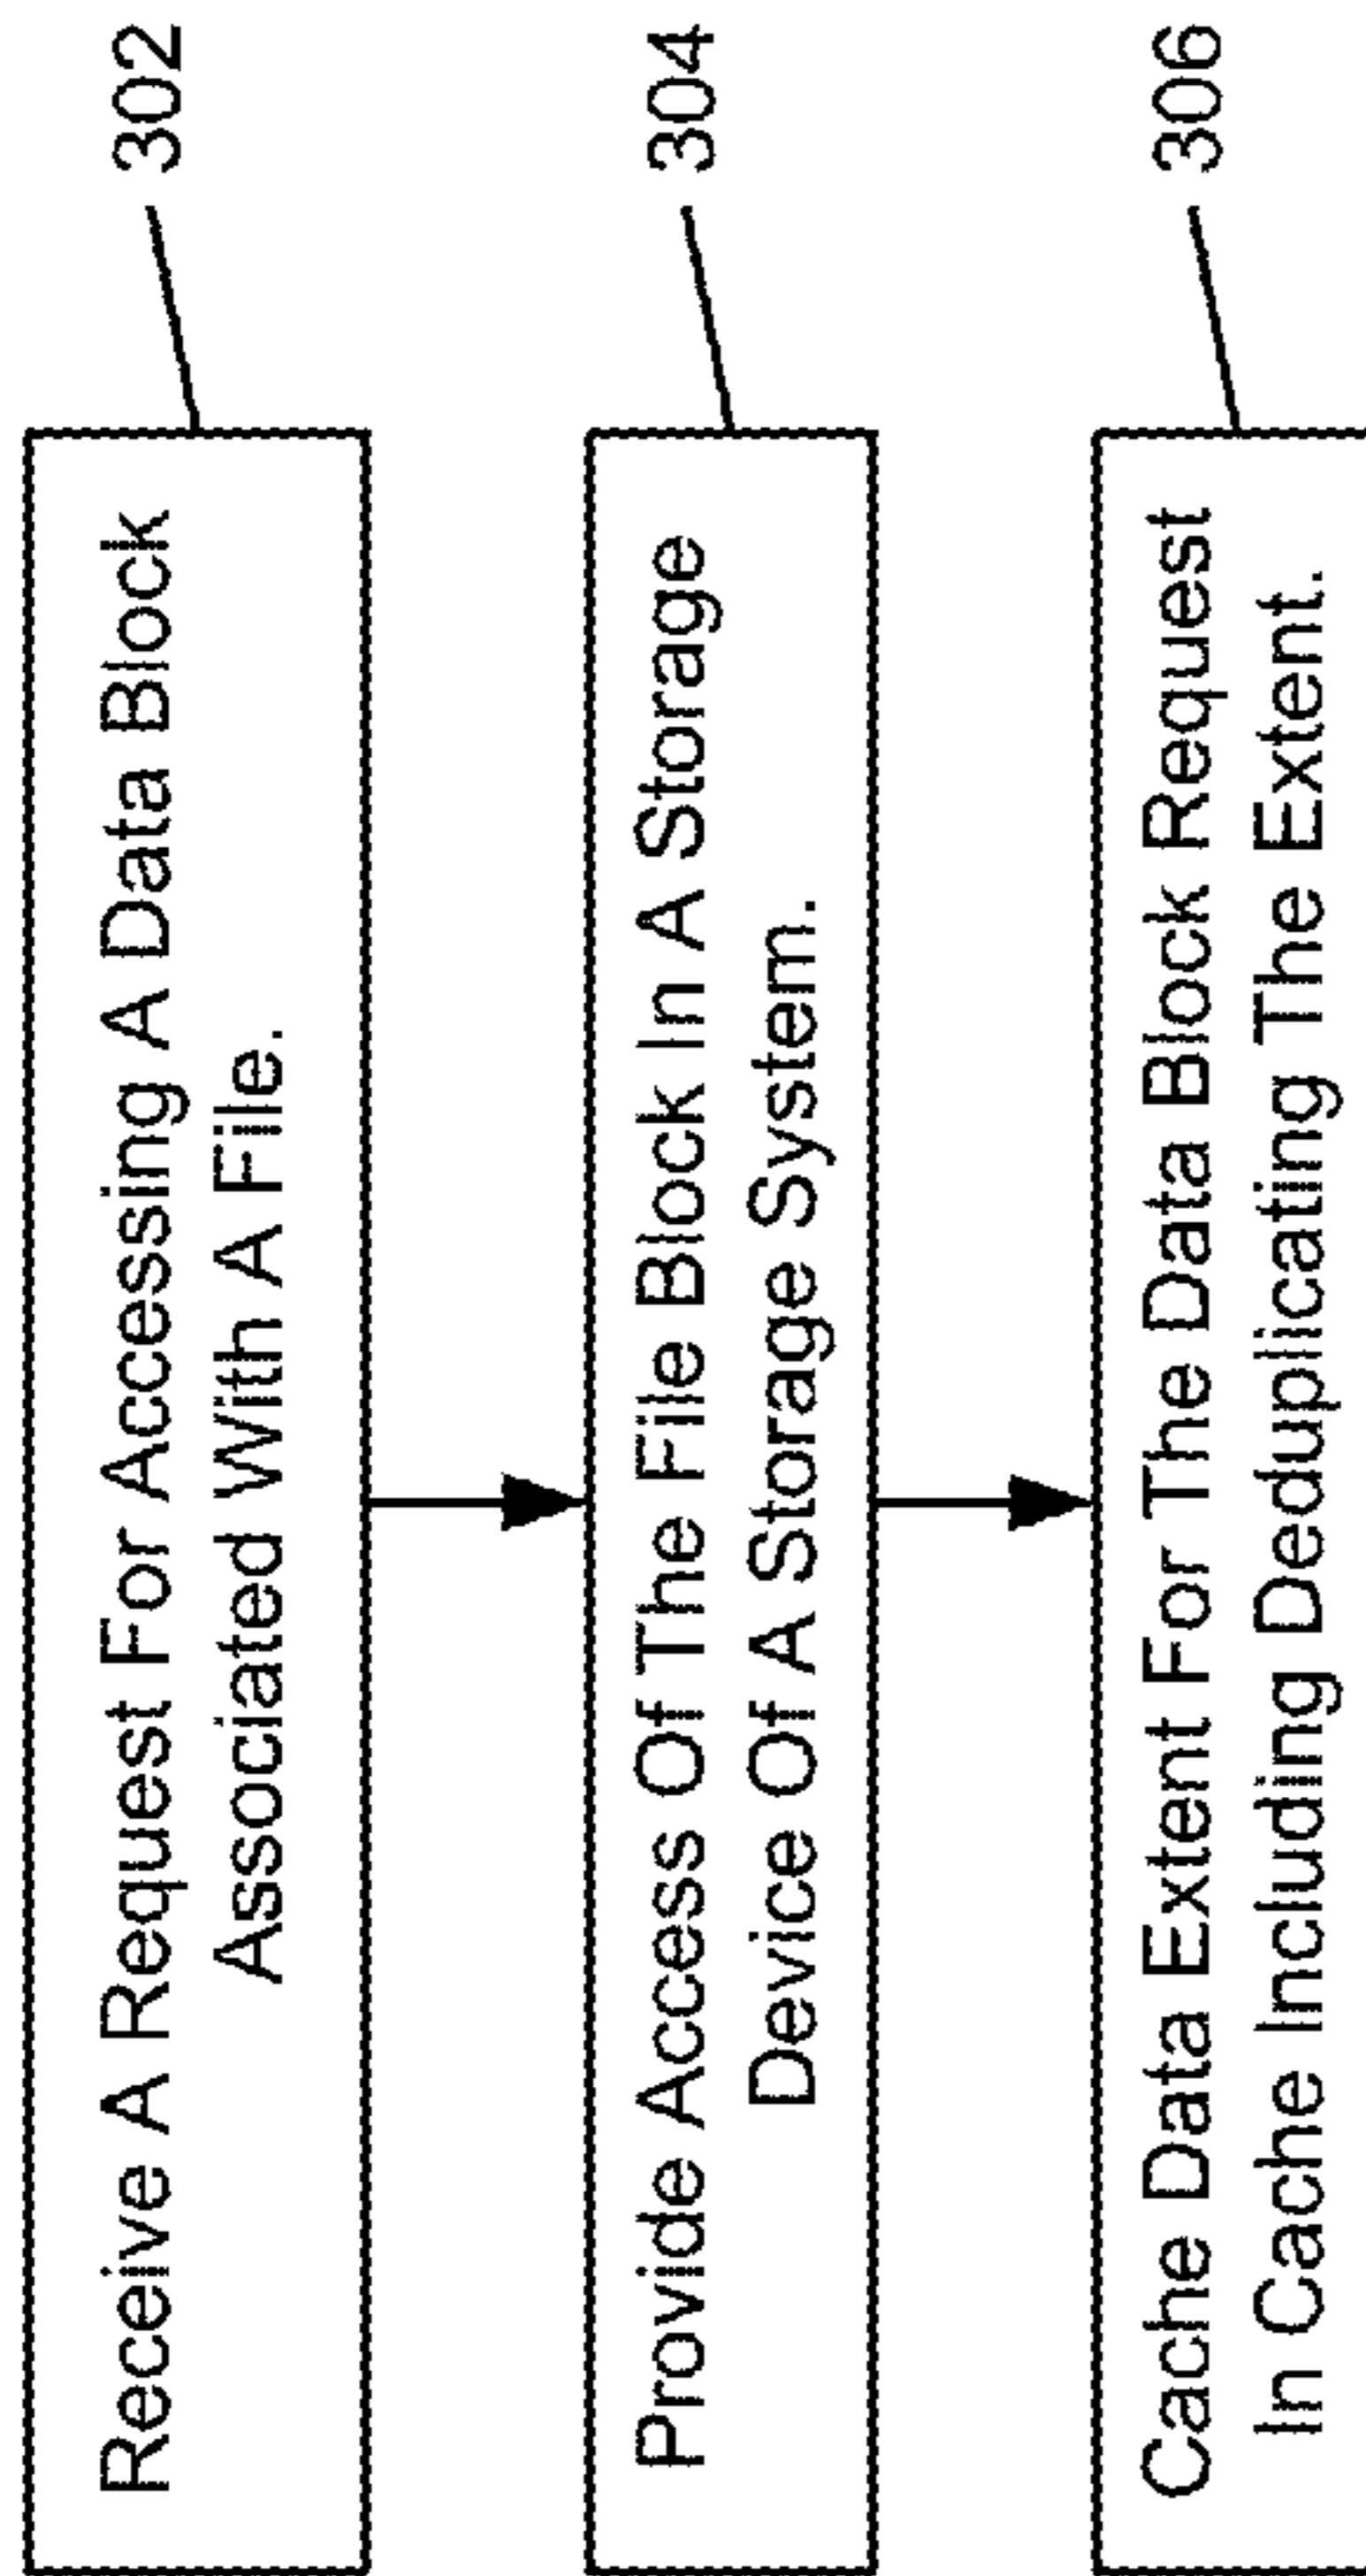 Receive A Request For Accessing A Data Block
Associated With A File.
302
Provide Access Of The File Block In A Storage
Device Of A Storage System.
304
Cache Data Extent For The Data Block Request
In Cache Including Deduplicating The Extent.
306